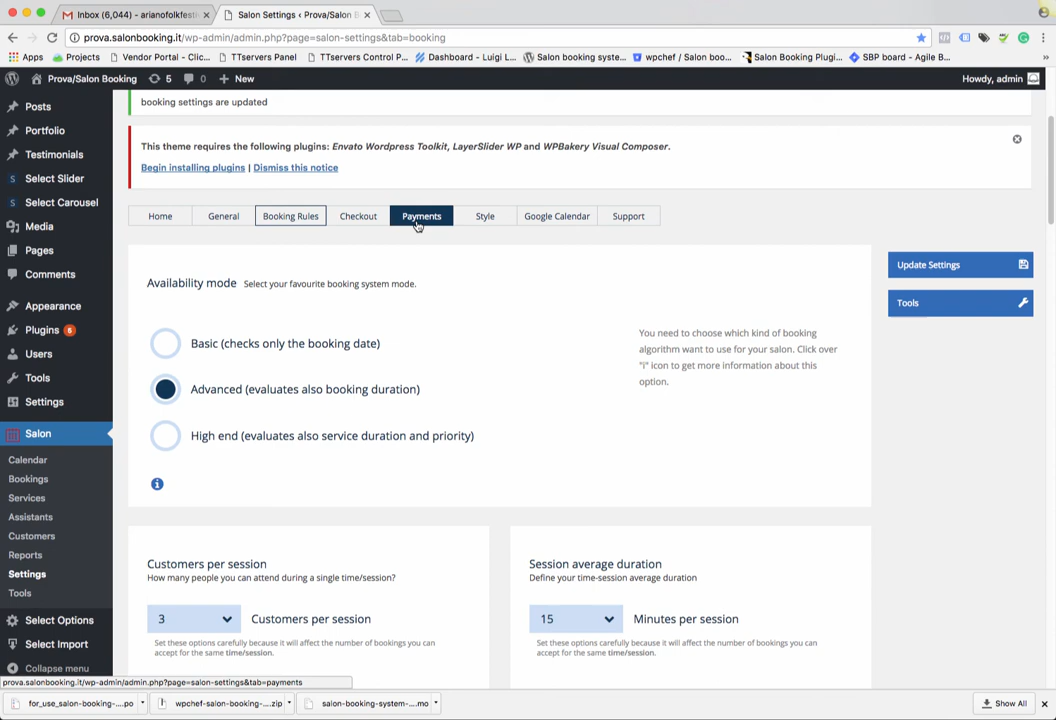 Inbox (6,044) - arianofolkfesti
Salon Settings ‹ Prova/Salon B
prova.salonbooking.it/wp-admin/admin.php?page=salon-settings&tab=booking
Apps
Projects
Vendor Portal - Clic...
TTservers Panel
TTservers Control P...
Dashboard - Luigi L...
Salon booking syste...
wpchef / Salon boo...
Salon Booking Plugi...
SBP board - Agile B...
»
Prova/Salon Booking
5
0
New
Howdy, admin
Posts
Portfolio
Testimonials
Select Slider
Select Carousel
Media
Pages
Comments
Appearance
Plugins 6
Users
Tools
Settings
Salon
Calendar
Bookings
Services
Assistants
Customers
Reports
Settings
Tools
Select Options
Select Import
Collapse menu
booking settings are updated
This theme requires the following plugins: Envato Wordpress Toolkit, LayerSlider WP and WPBakery Visual Composer.
Begin installing plugins | Dismiss this notice
Home
General
Booking Rules
Checkout
Payments
Style
Google Calendar
Support
Availability mode Select your favourite booking system mode.
Basic (checks only the booking date)
Advanced (evaluates also booking duration)
High end (evaluates also service duration and priority)
You need to choose which kind of booking
algorithm want to use for your salon. Click over
"i" icon to get more information about this
option.
Update Settings
Tools
Customers per session
How many people you can attend during a single time/session?
3
Customers per session
Set these options carefully because it will affect the number of bookings you can
accept for the same time/session.
Session average duration
Define your time-session average duration
15
Minutes per session
Set these options carefully because it will affect the number of bookings you can
accept for the same time/session.
prova.salonbooking.it/wp-admin/admin.php?page=salon-settings&tab=payments
for_use_salon-booking-....po
wpchef-salon-booking-....zip
salon-booking-system-....mo
Show All